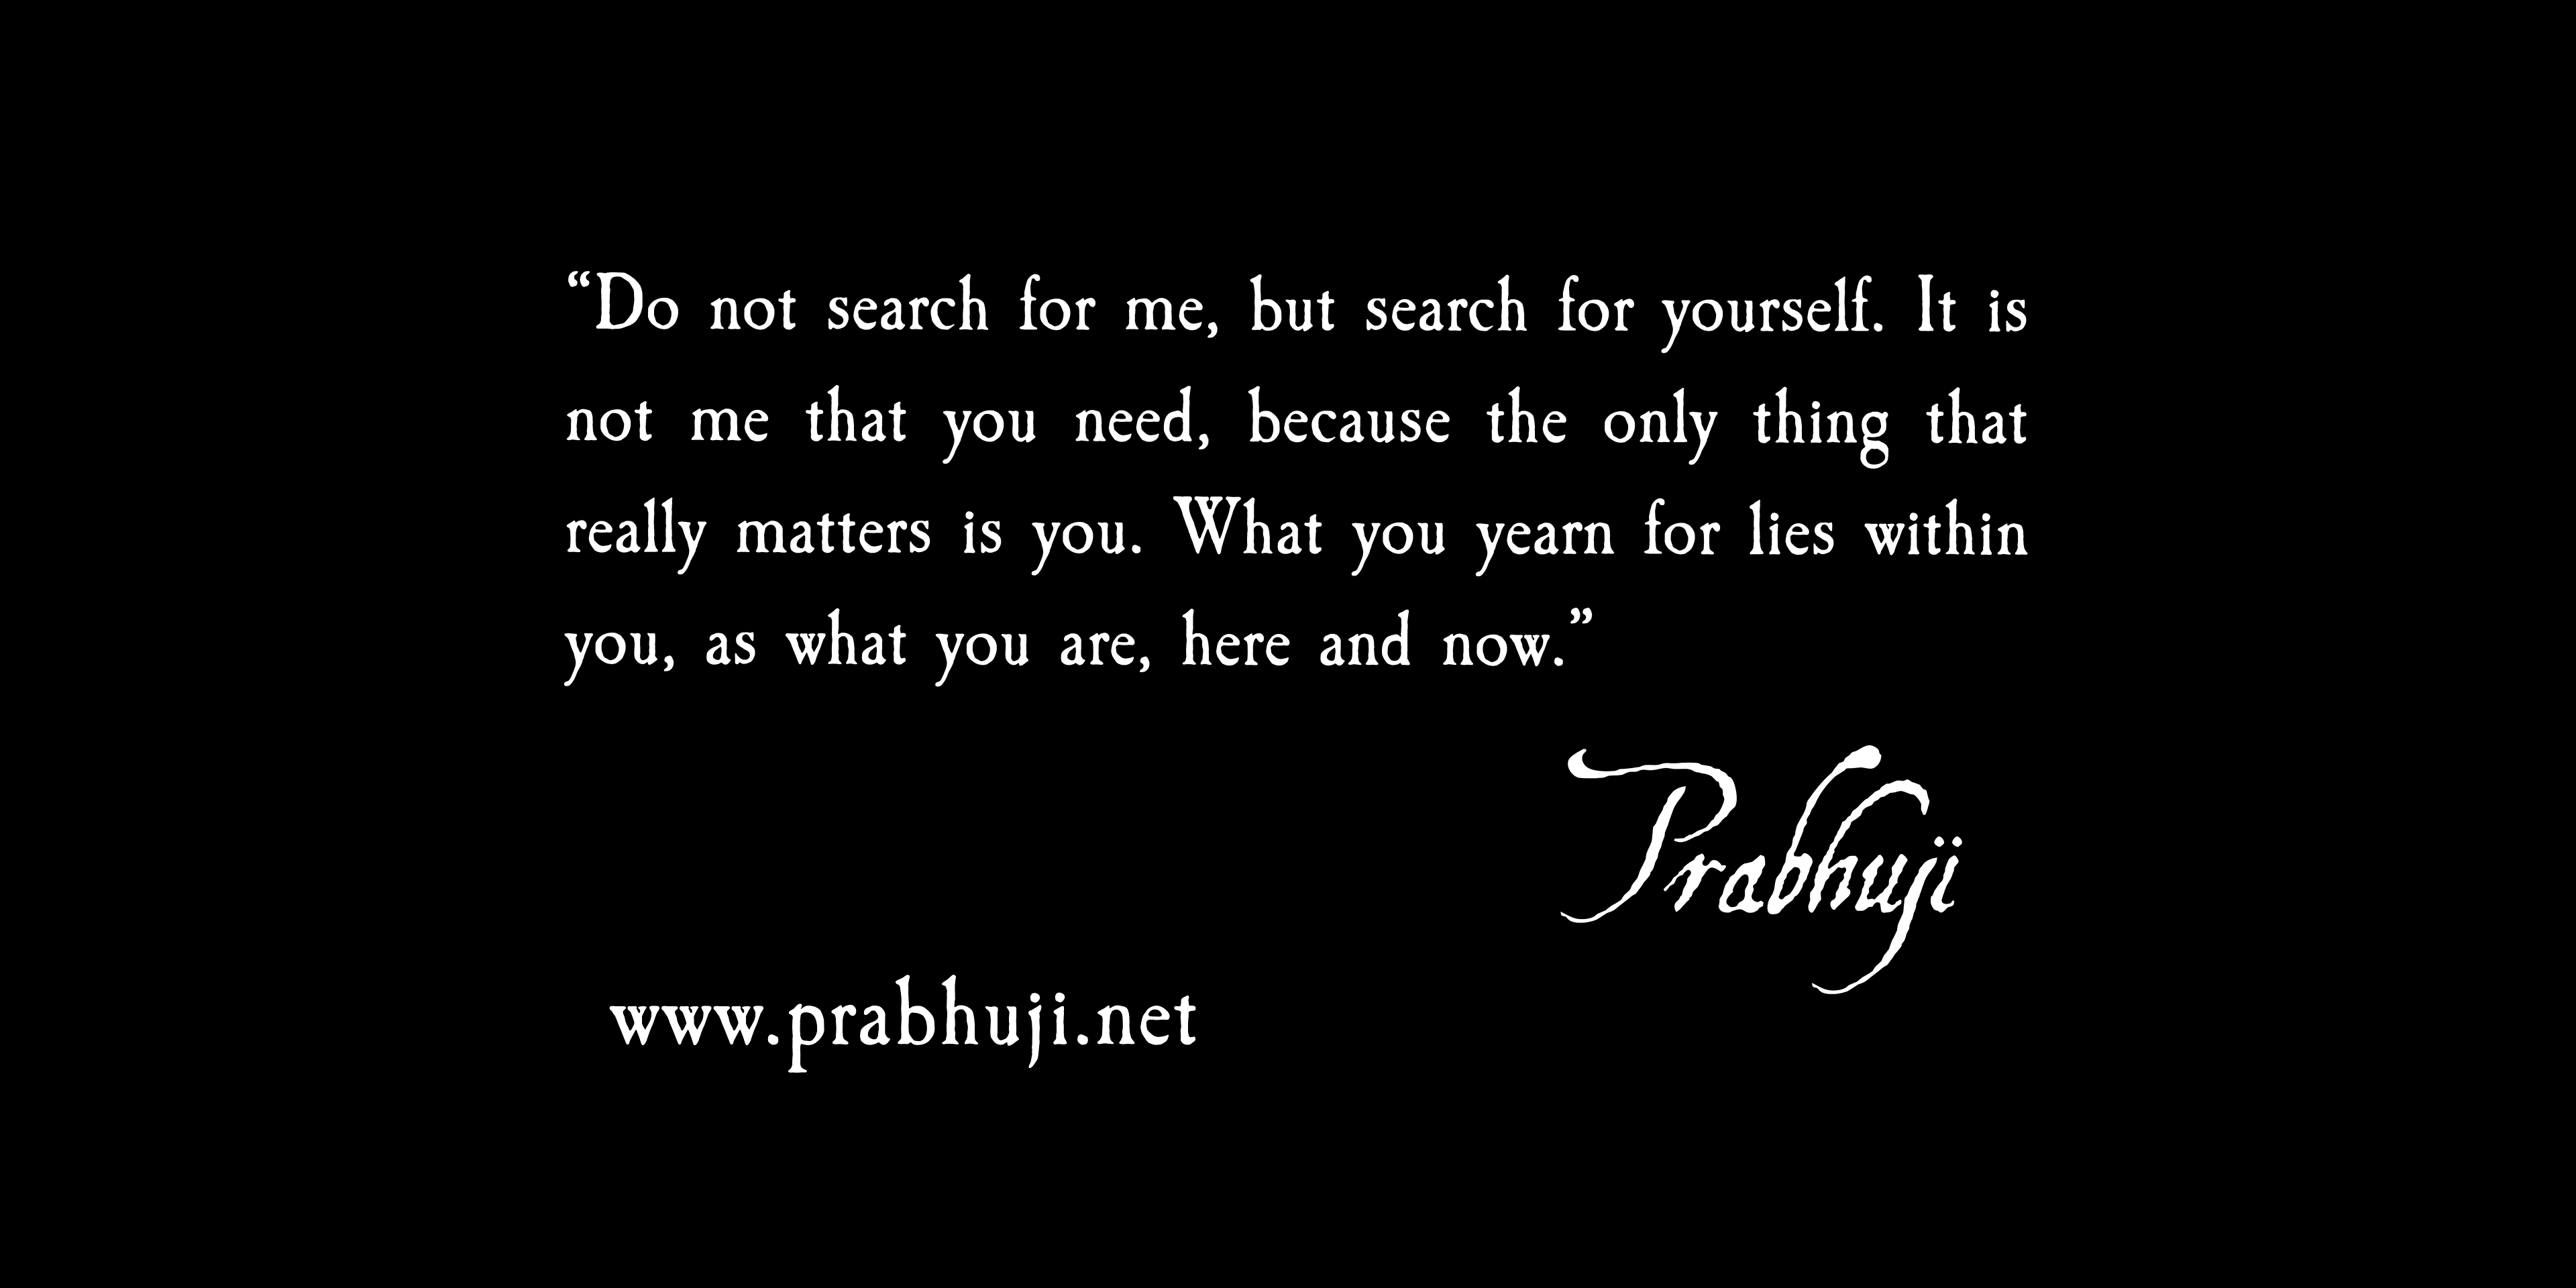 “Do not search for me, but search for yourself. It is
not me that you need, because the only thing that
really matters is you. What you yearn for lies within
you, as what you are, here and now.”
Prabhuji
www.prabhuji.net